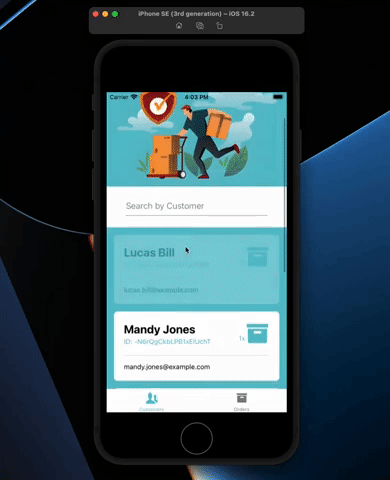 iPhone SE (3rd generation) – iOS 16.2
Carrier
4:03 PM
Search by Customer
Lucas Bill
lucas.bill@example.com
Mandy Jones
1x
ID: -N6rQgCkbLPB1xEiUchT
mandy.jones@example.com
Customers
Orders